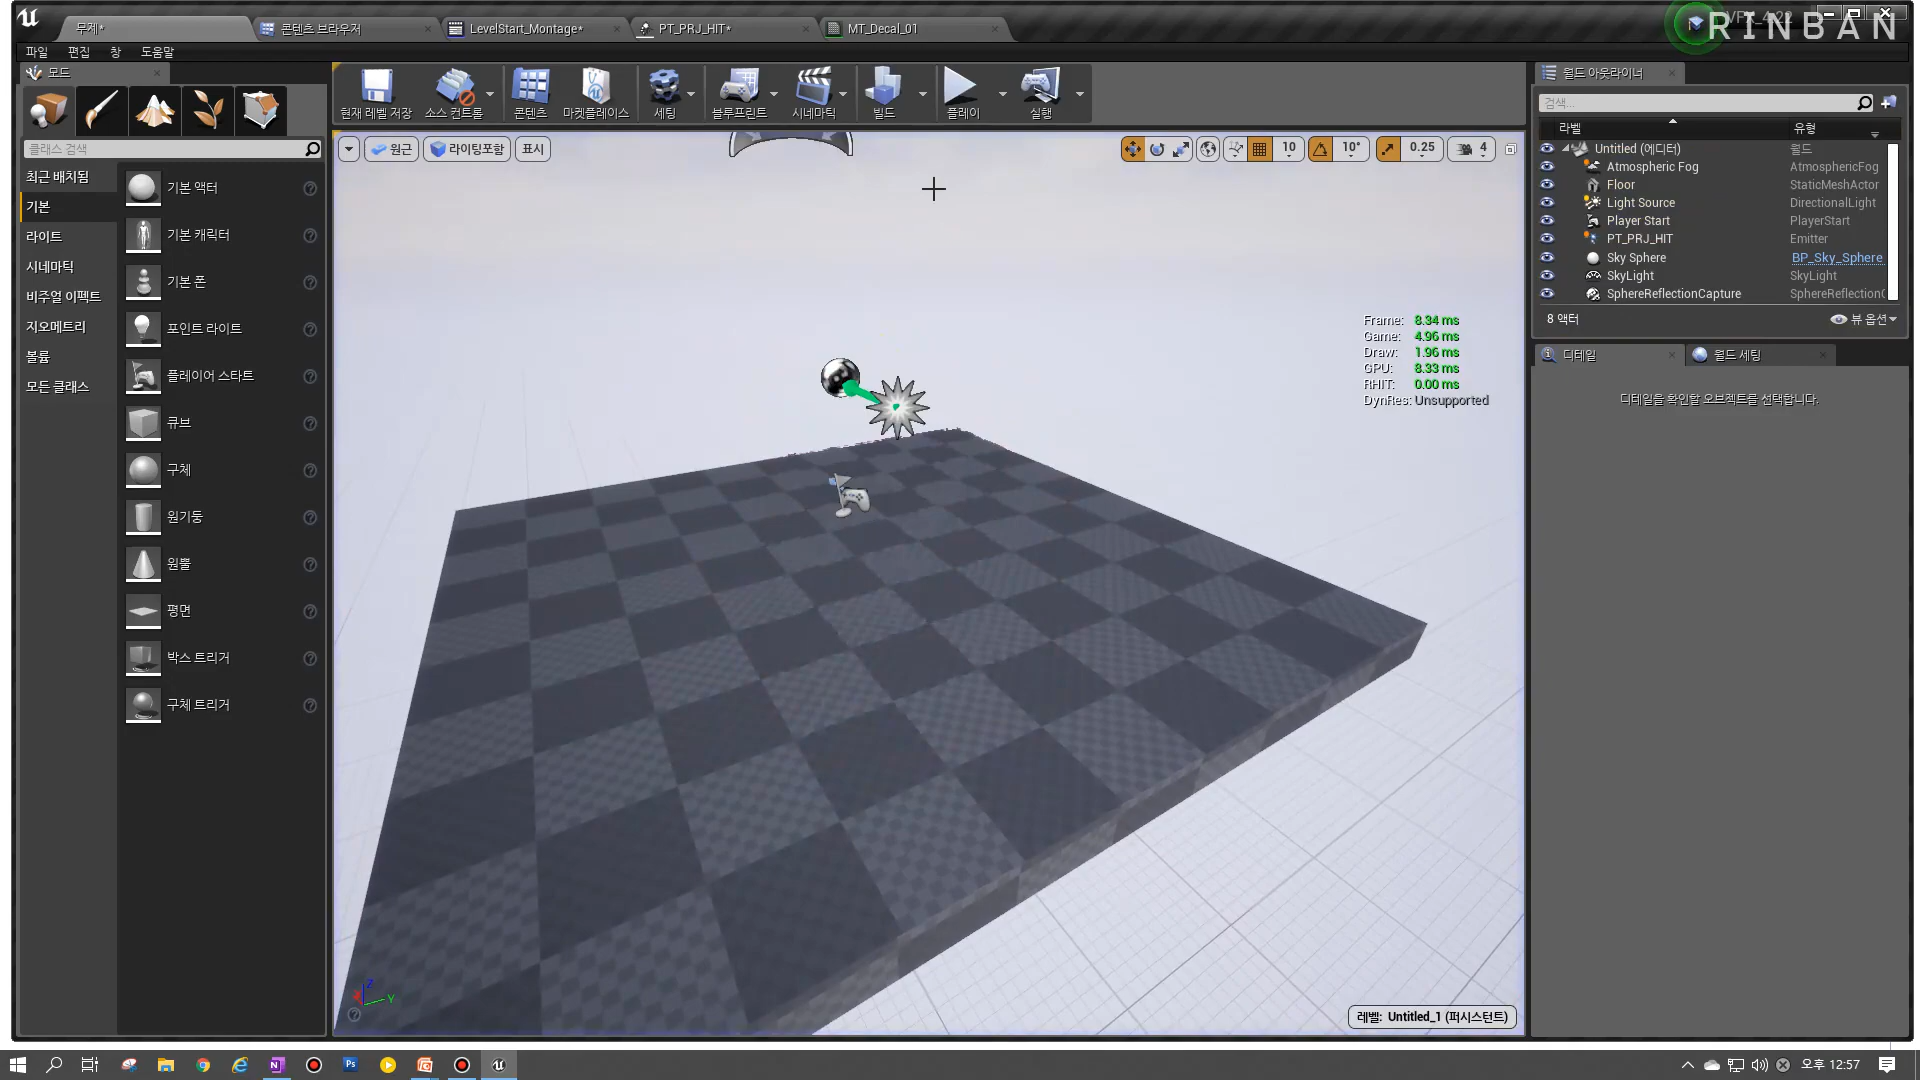 무제*
콘텐츠 브라우저
LevelStart_Montage*
PT_PRJ_HIT*
MT_Decal_01
RINBAN
파일 편집 창 도움말
모드
현재 레벨 저장
소스 컨트롤
콘텐츠
마켓플레이스
세팅
블루프린트
시네마틱
빌드
플레이
실행
클래스 검색
최근 배치됨
기본
라이트
시네마틱
비주얼 이펙트
지오메트리
볼륨
모든 클래스
기본 액터
기본 캐릭터
기본 폰
포인트 라이트
플레이어 스타트
큐브
구체
원기둥
원뿔
평면
박스 트리거
구체 트리거
원근
라이팅포함
표시
10
10°
0.25
4
Frame: 8.34 ms
Game: 4.96 ms
Draw: 1.96 ms
GPU: 8.33 ms
RHIT: 0.00 ms
DynRes: Unsupported
Z
X
Y
레벨: Untitled_1 (퍼시스턴트)
월드 아웃라이너
검색...
라벨 유형
Untitled (에디터) 월드
Atmospheric Fog AtmosphericFog
Floor StaticMeshActor
Light Source DirectionalLight
Player Start PlayerStart
PT_PRJ_HIT Emitter
Sky Sphere BP_Sky_Sphere
SkyLight SkyLight
SphereReflectionCapture SphereReflection
8 액터
뷰 옵션
디테일
월드 세팅
디테일을 확인할 오브젝트를 선택합니다.
오후 12:57